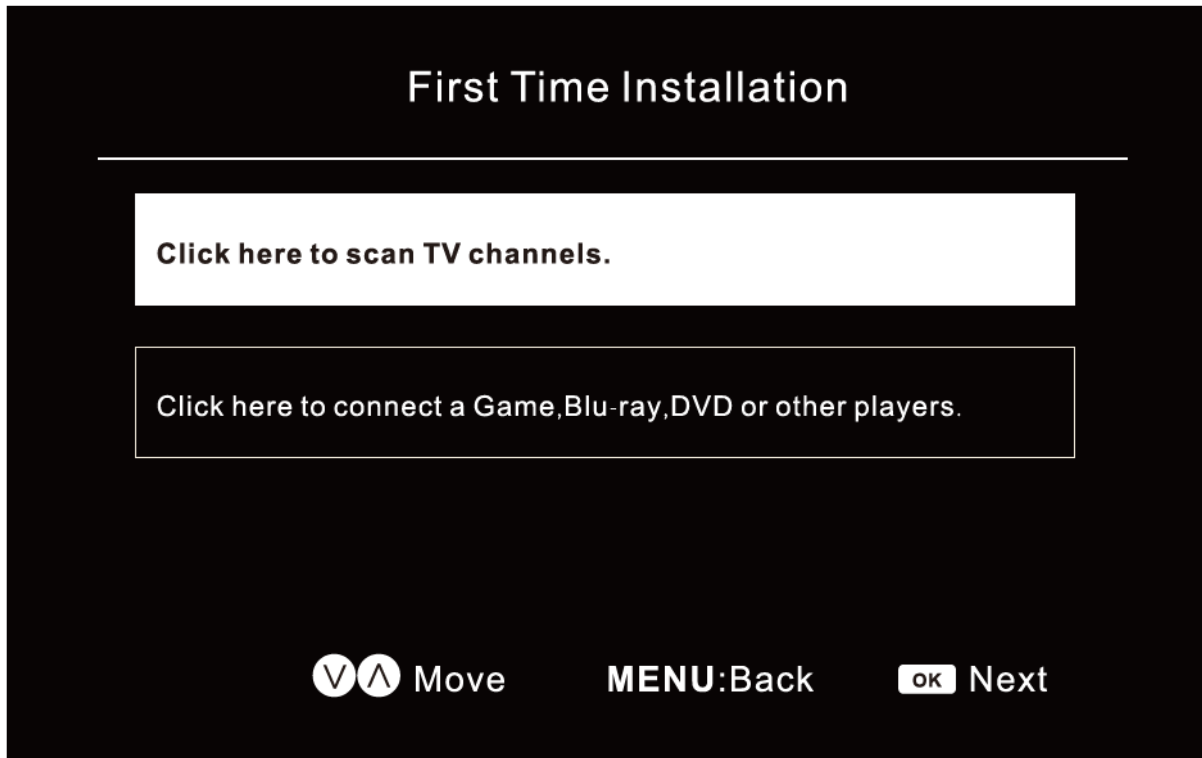 First Time Installation
Click here to scan TV channels.
Click here to connect a Game,Blu-ray,DVD or other players.
Move MENU:Back OK Next